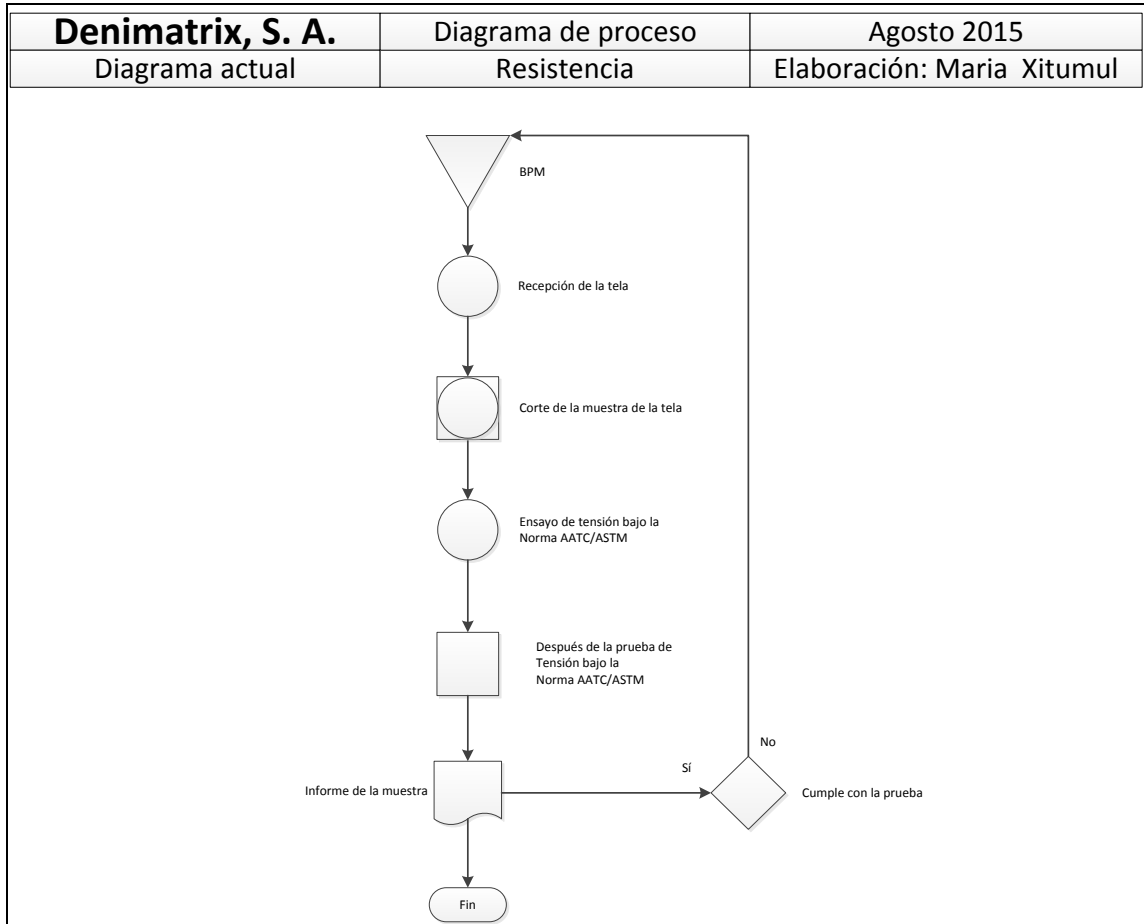 Denimatrix, S. A.
Diagrama de proceso
Agosto 2015
Diagrama actual
Resistencia
Elaboración: Maria Xitumul
BPM
Recepción de la tela
Corte de la muestra de la tela
Ensayo de tensión bajo la
Norma AATC/ASTM
Después de la prueba de
Tensión bajo la
Norma AATC/ASTM
No
Sí
Informe de la muestra
Cumple con la prueba
Fin